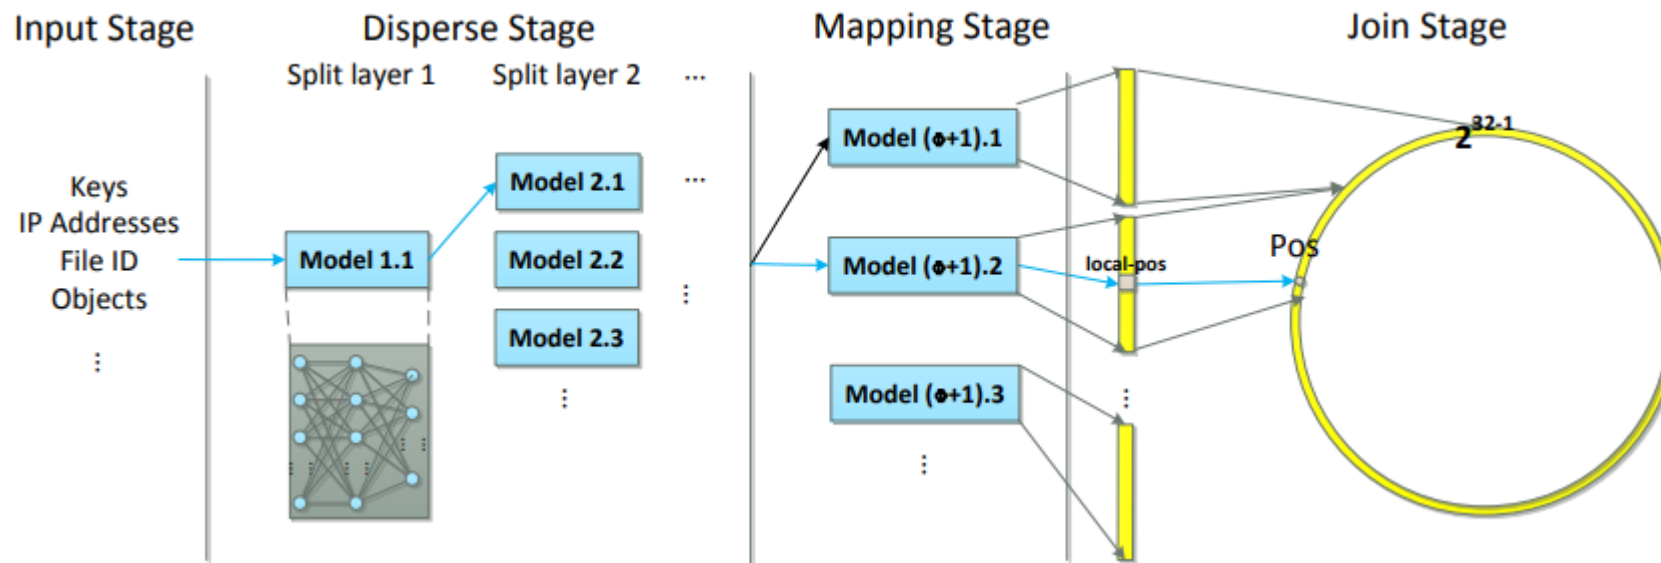 Input Stage
Disperse Stage
Mapping Stage
Join Stage
Split layer 1
Split layer 2
...
Keys
IP Addresses
File ID
Objects
...
Model 1.1
Model 2.1
...
Model 2.2
Model 2.3
...
...
Model (Φ+1).1
Model (Φ+1).2
Model (Φ+1).3
...
local-pos
...
Pos
2^32-1